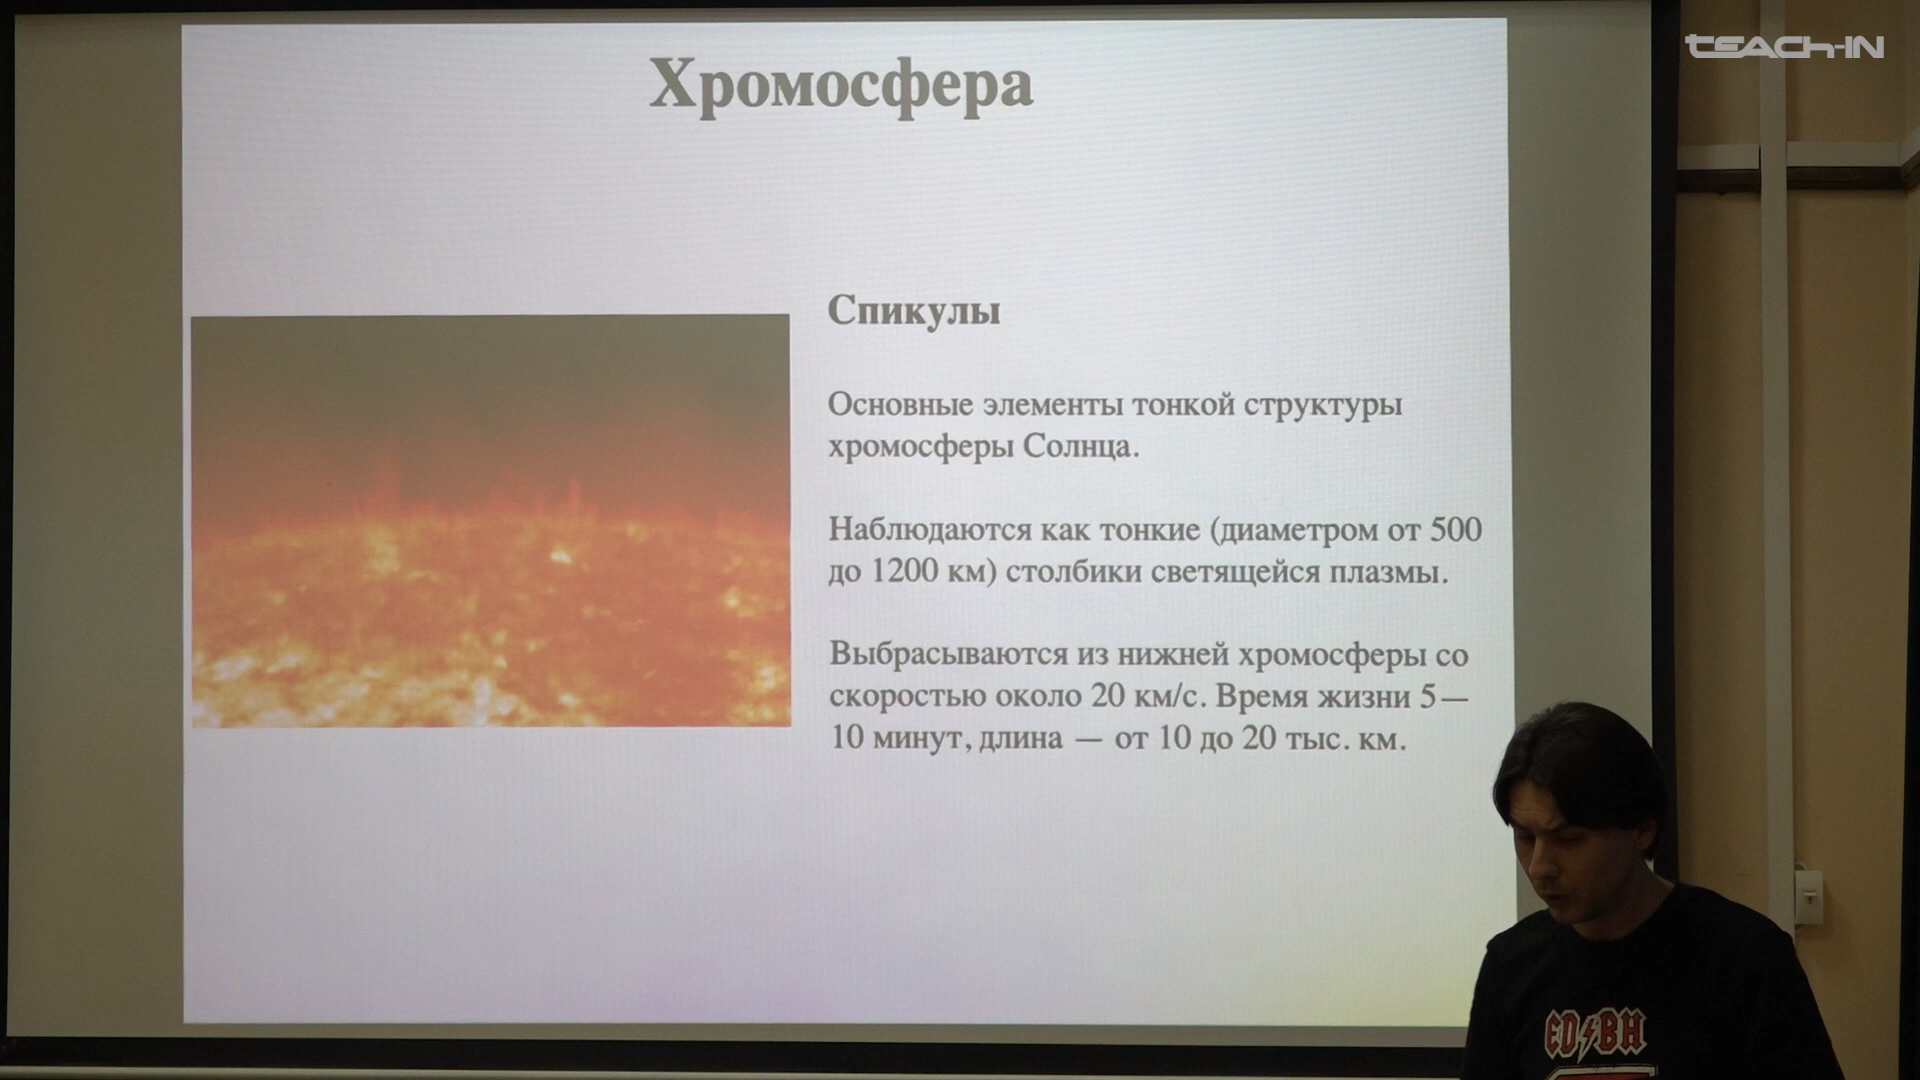 teach-in
Хромосфера
Спикулы
Основные элементы тонкой структуры
хромосферы Солнца.
Наблюдаются как тонкие (диаметром от 500
до 1200 км) столбики светящейся плазмы.
Выбрасываются из нижней хромосферы со
скоростью около 20 км/с. Время жизни 5—
10 минут, длина — от 10 до 20 тыс. км.
ED⚡BH